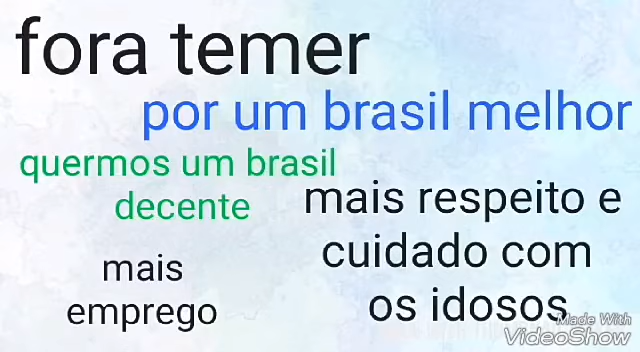 fora temer
por um brasil melhor
quermos um brasil
decente
mais respeito e
cuidado com
os idosos
mais
emprego
Made With
VideoShow